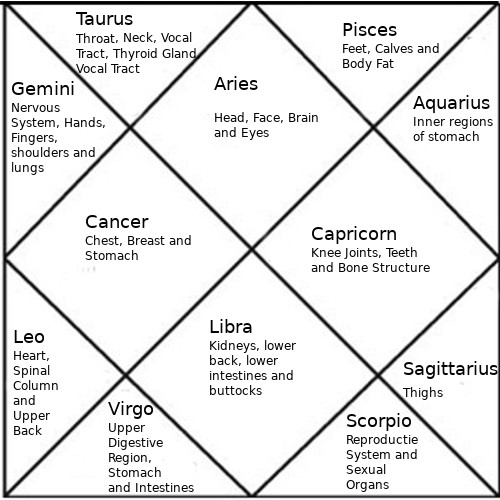 Taurus
Throat, Neck, Vocal
Tract, Thyroid Gland
Vocal Tract
Pisces
Feet, Calves and
Body Fat
Gemini
Nervous
System, Hands,
Fingers,
shoulders and
lungs
Aries
Head, Face, Brain
and Eyes
Aquarius
Inner regions
of stomach
Cancer
Chest, Breast and
Stomach
Capricorn
Knee Joints, Teeth
and Bone Structure
Leo
Heart,
Spinal
Column
and
Upper
Back
Libra
Kidneys, lower
back, lower
intestines and
buttocks
Sagittarius
Thighs
Virgo
Upper
Digestive
Region,
Stomach
and Intestines
Scorpio
Reproductie
System and
Sexual
Organs